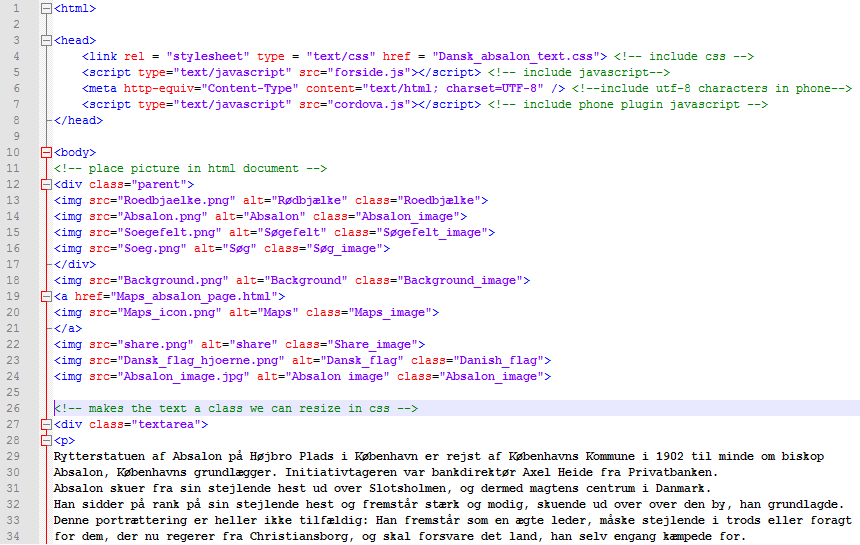 1 <html>
2
3 <head>
4 <link rel = "stylesheet" type = "text/css" href = "Dansk_absalon_text.css"> <!-- include css -->
5 <script type="text/javascript" src="forside.js"></script> <!-- include javascript-->
6 <meta http-equiv="Content-Type" content="text/html; charset=UTF-8" /> <!--include utf-8 characters in phone-->
7 <script type="text/javascript" src="cordova.js"></script> <!-- include phone plugin javascript -->
8 </head>
9
10 <body>
11 <!-- place picture in html document -->
12 <div class="parent">
13 <img src="Roedbjaelke.png" alt="Rødbjælke" class="Roedbjælke">
14 <img src="Absalon.png" alt="Absalon" class="Absalon_image">
15 <img src="Soegefelt.png" alt="Søgefelt" class="Søgefelt_image">
16 <img src="Soeg.png" alt="Søg" class="Søg_image">
17 </div>
18 <img src="Background.png" alt="Background" class="Background_image">
19 <a href="Maps_absalon_page.html">
20 <img src="Maps_icon.png" alt="Maps" class="Maps_image">
21 </a>
22 <img src="share.png" alt="share" class="Share_image">
23 <img src="Dansk_flag_hjoerne.png" alt="Dansk_flag" class="Danish_flag">
24 <img src="Absalon_image.jpg" alt="Absalon image" class="Absalon_image">
25
26 <!-- makes the text a class we can resize in css -->
27 <div class="textarea">
28 <p>
29 Rytterstatuen af Absalon på Højbro Plads i København er rejst af Københavns Kommune i 1902 til minde om biskop
30 Absalon, Københavns grundlægger. Initiativtageren var bankdirektør Axel Heide fra Privatbanken.
31 Absalon skuer fra sin stejlende hest ud over Slotsholmen, og dermed magtens centrum i Danmark.
32 Han sidder på rank på sin stejlende hest og fremstår stærk og modig, skuende ud over over den by, han grundlagde.
33 Denne portrættering er heller ikke tilfældig: Han fremstår som en ægte leder, måske stejlende i trods eller foragt
34 for dem, der nu regerer fra Christiansborg, og skal forsvare det land, han selv engang kæmpede for.